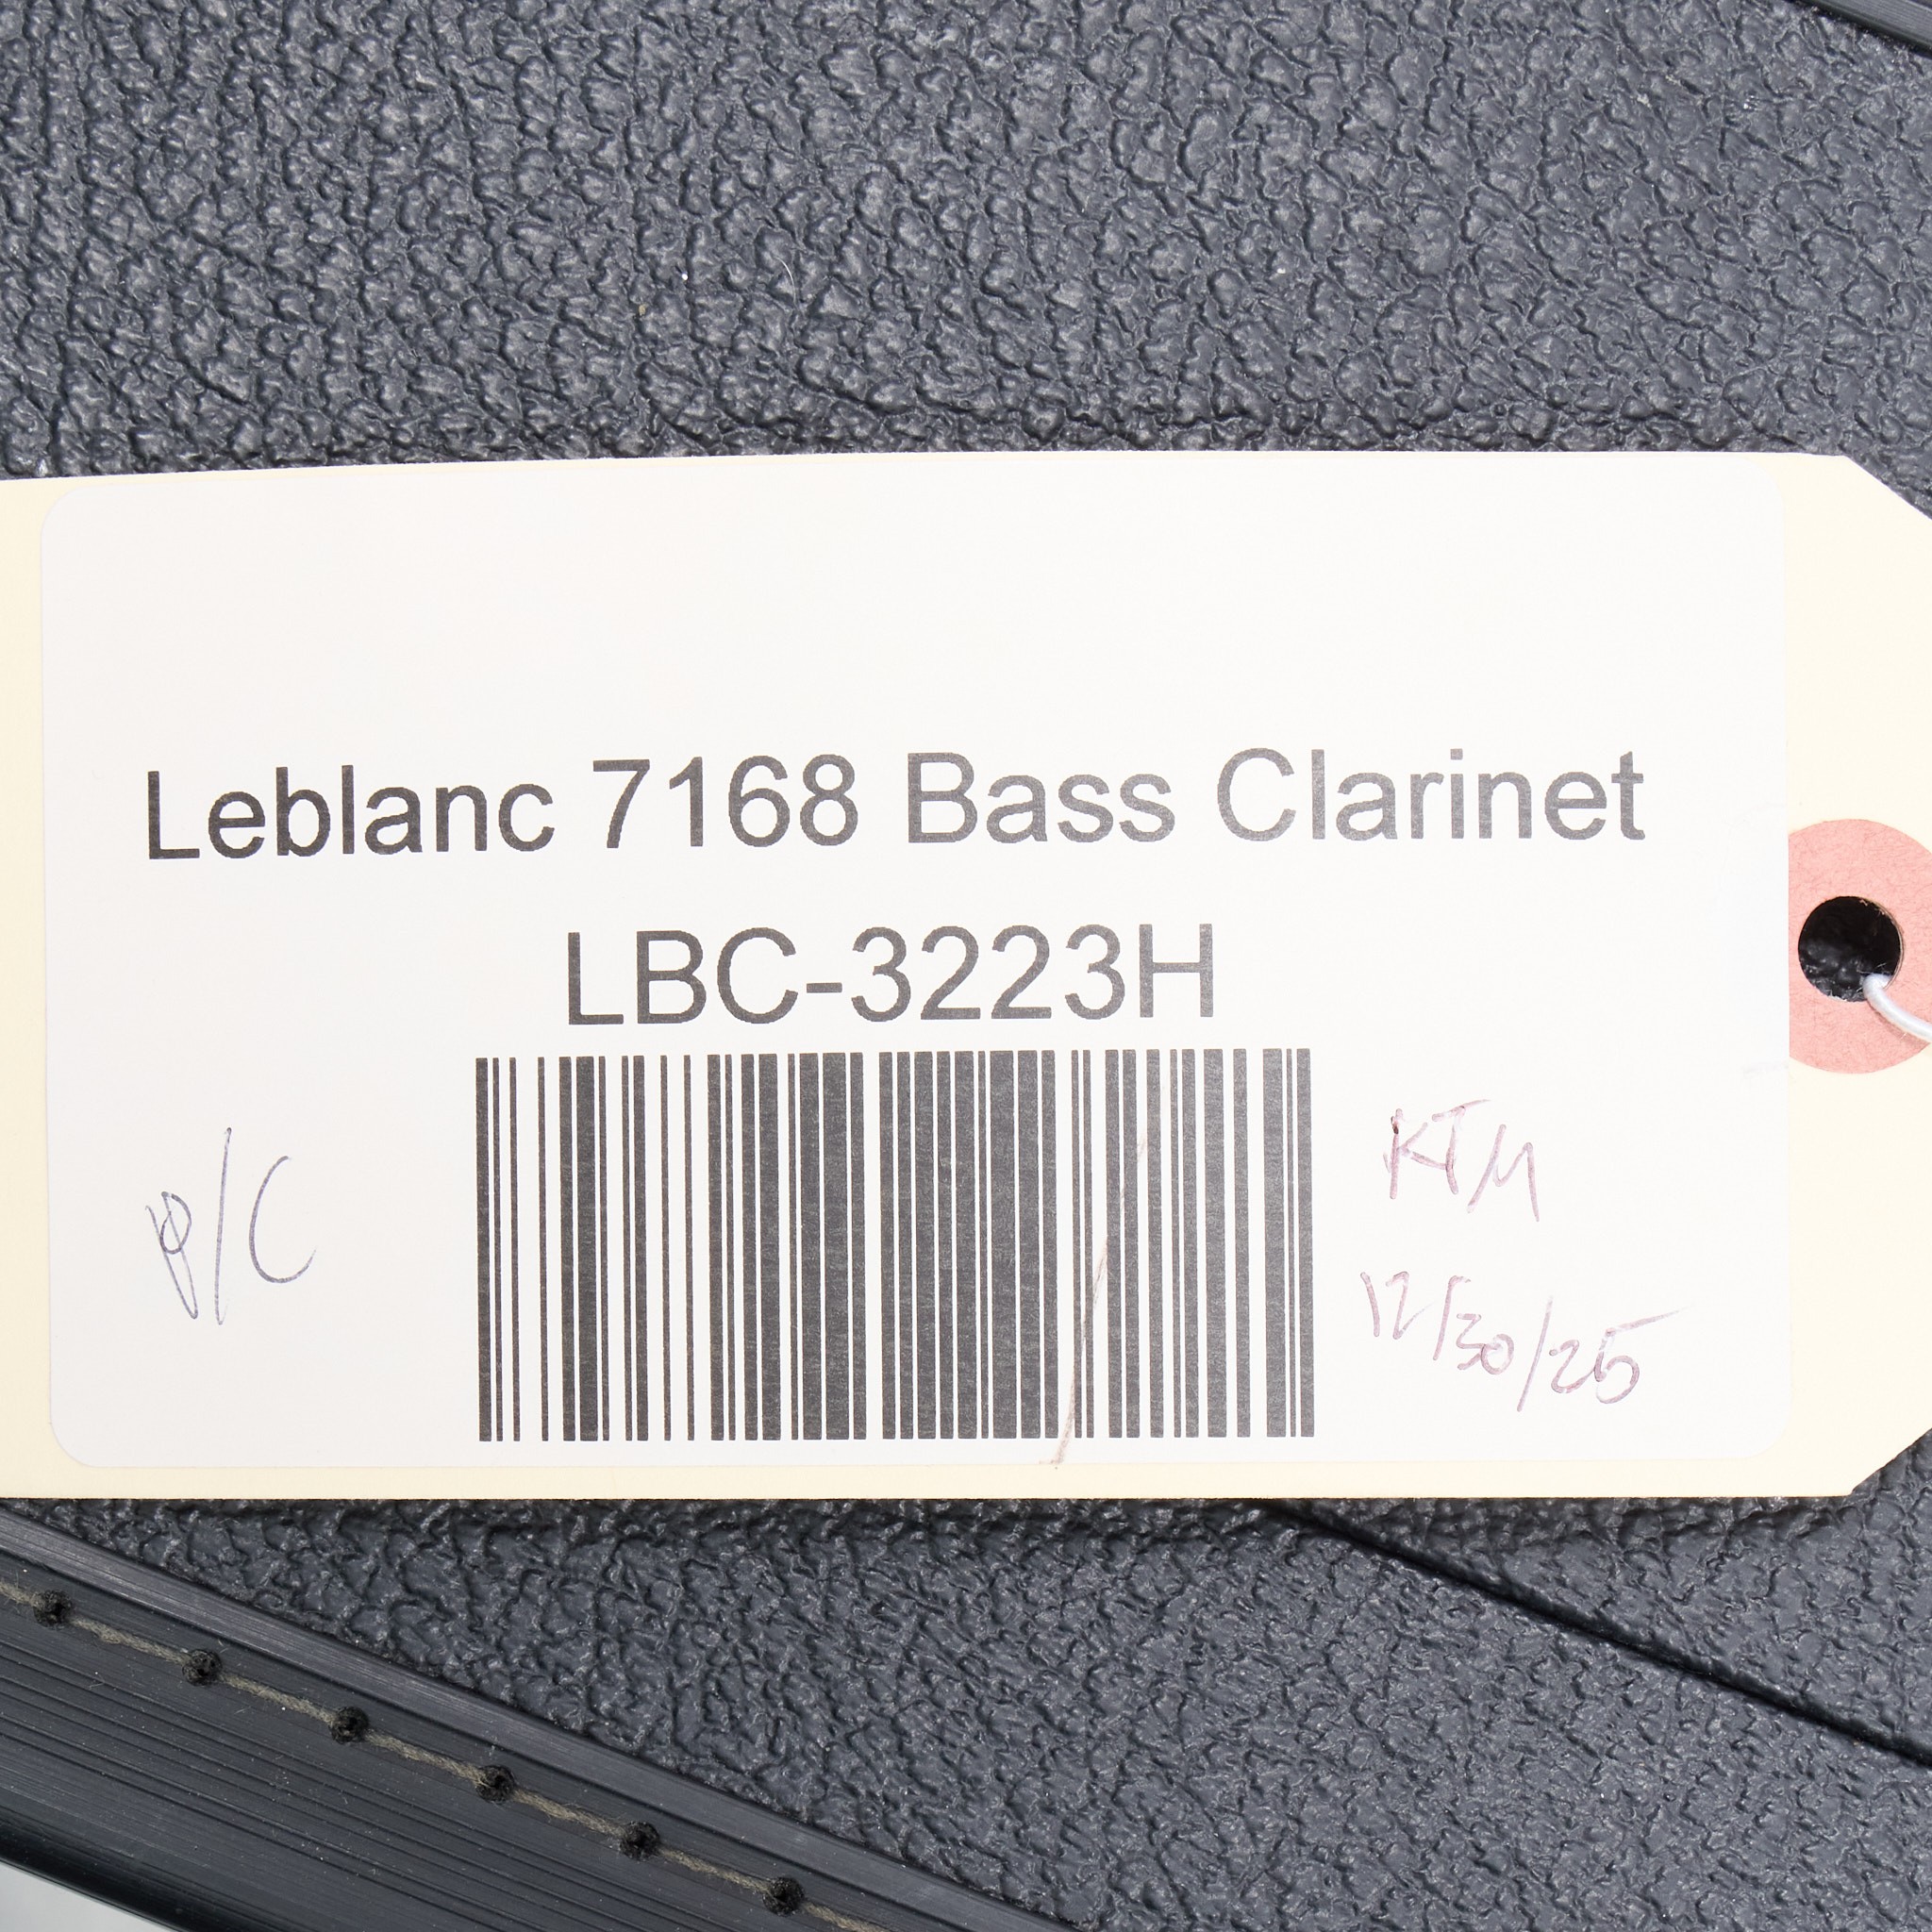 Leblanc 7168 Bass Clarinet
LBC-3223H
P/C
KTM
12/30/25